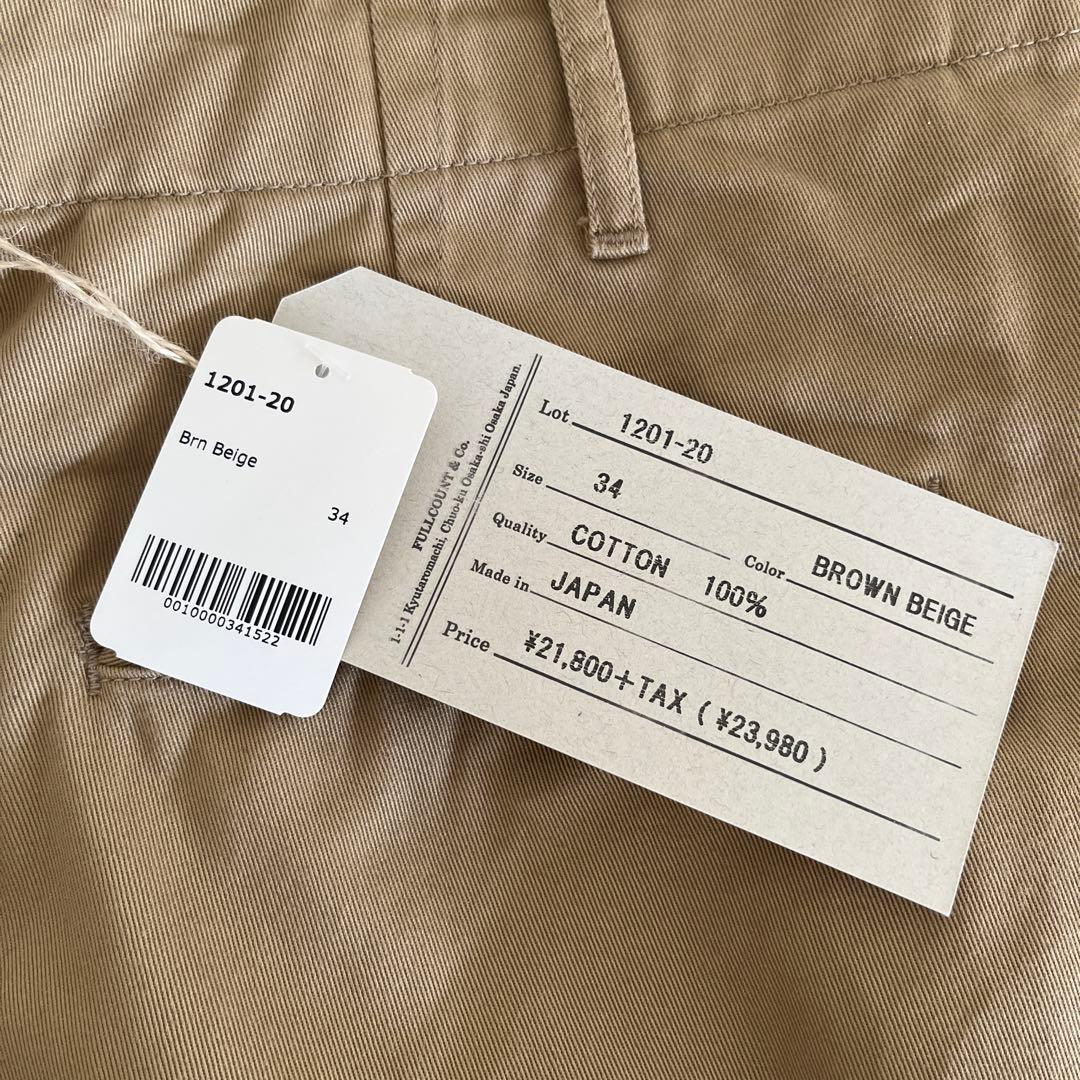 1201-20
Brn Beige
34
0010000341522
FULLCOUNT & Co.
1-1-1 Kyutaromachi, Chuo-ku Osaka-shi Osaka Japan.
Lot 1201-20
Size 34 Color BROWN BEIGE
Quality COTTON 100%
Made in JAPAN
Price ¥21,800+TAX (¥23,980)